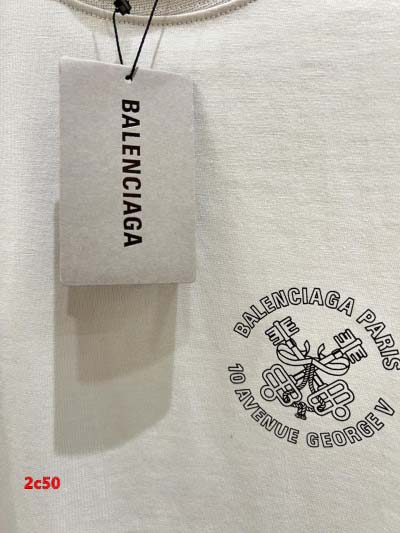 BALENCIAGA
BALENCIAGA PARIS
10 AVENUE GEORGE V
2c50